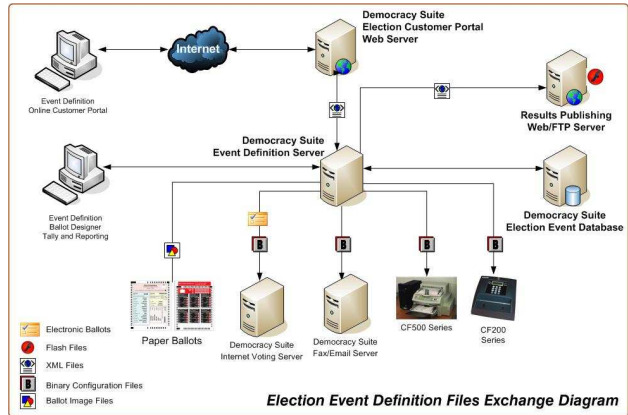 Democracy Suite
Election Customer Portal
Web Server
Internet
Event Definition
Online Customer Portal
Results Publishing
Web/FTP Server
Democracy Suite
Event Definition Server
Event Definition
Ballot Designer
Tally and Reporting
Democracy Suite
Election Event Database
B
B
B
B
Paper Ballots
Democracy Suite
Internet Voting Server
Democracy Suite
Fax/Email Server
CF500 Series
CF200
Series
Electronic Ballots
Flash Files
XML Files
B
Binary Configuration Files
Ballot Image Files
Election Event Definition Files Exchange Diagram